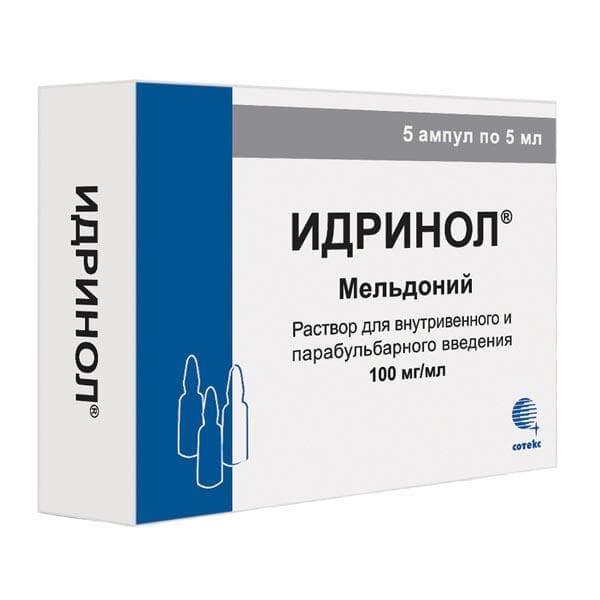 ИДРИНОЛ®
5 ампул по 5 мл
ИДРИНОЛ®
Мельдоний
Раствор для внутривенного и
парабульбарного введения
100 мг/мл
сотекс